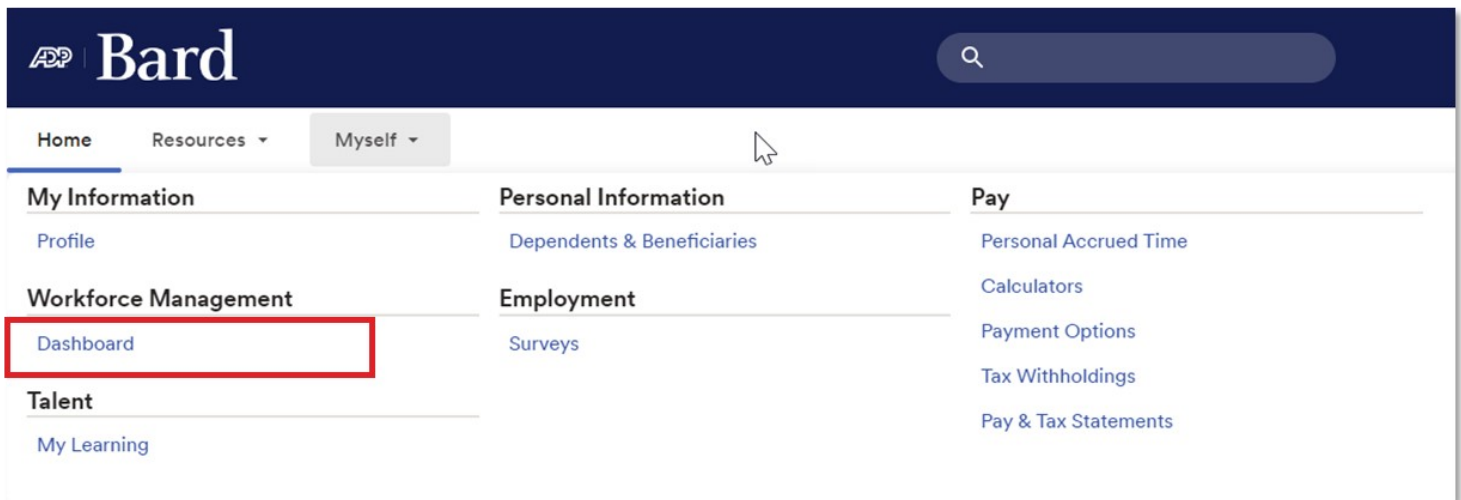 ADP Bard
Home Resources Myself
My Information
Profile
Workforce Management
Dashboard
Talent
My Learning
Personal Information
Dependents & Beneficiaries
Employment
Surveys
Pay
Personal Accrued Time
Calculators
Payment Options
Tax Withholdings
Pay & Tax Statements